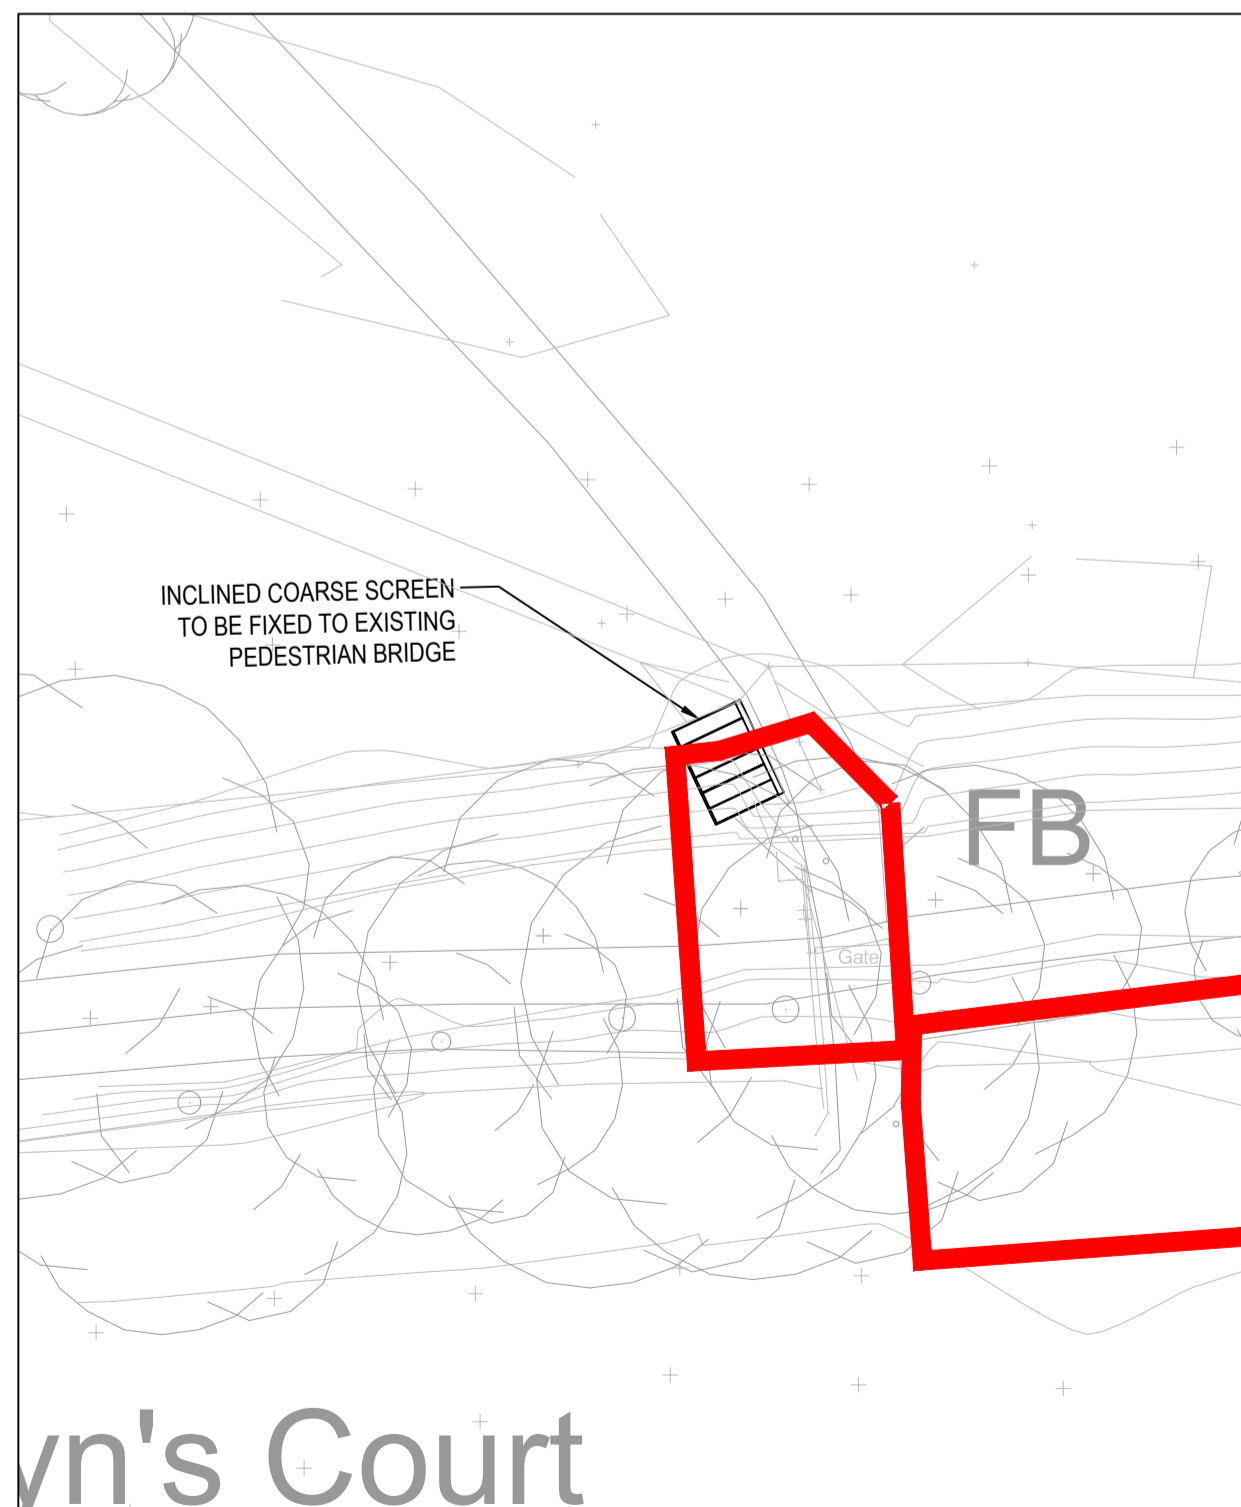 INCLINED COARSE SCREEN
TO BE FIXED TO EXISTING
PEDESTRIAN BRIDGE
FB
Gate
yn's Court